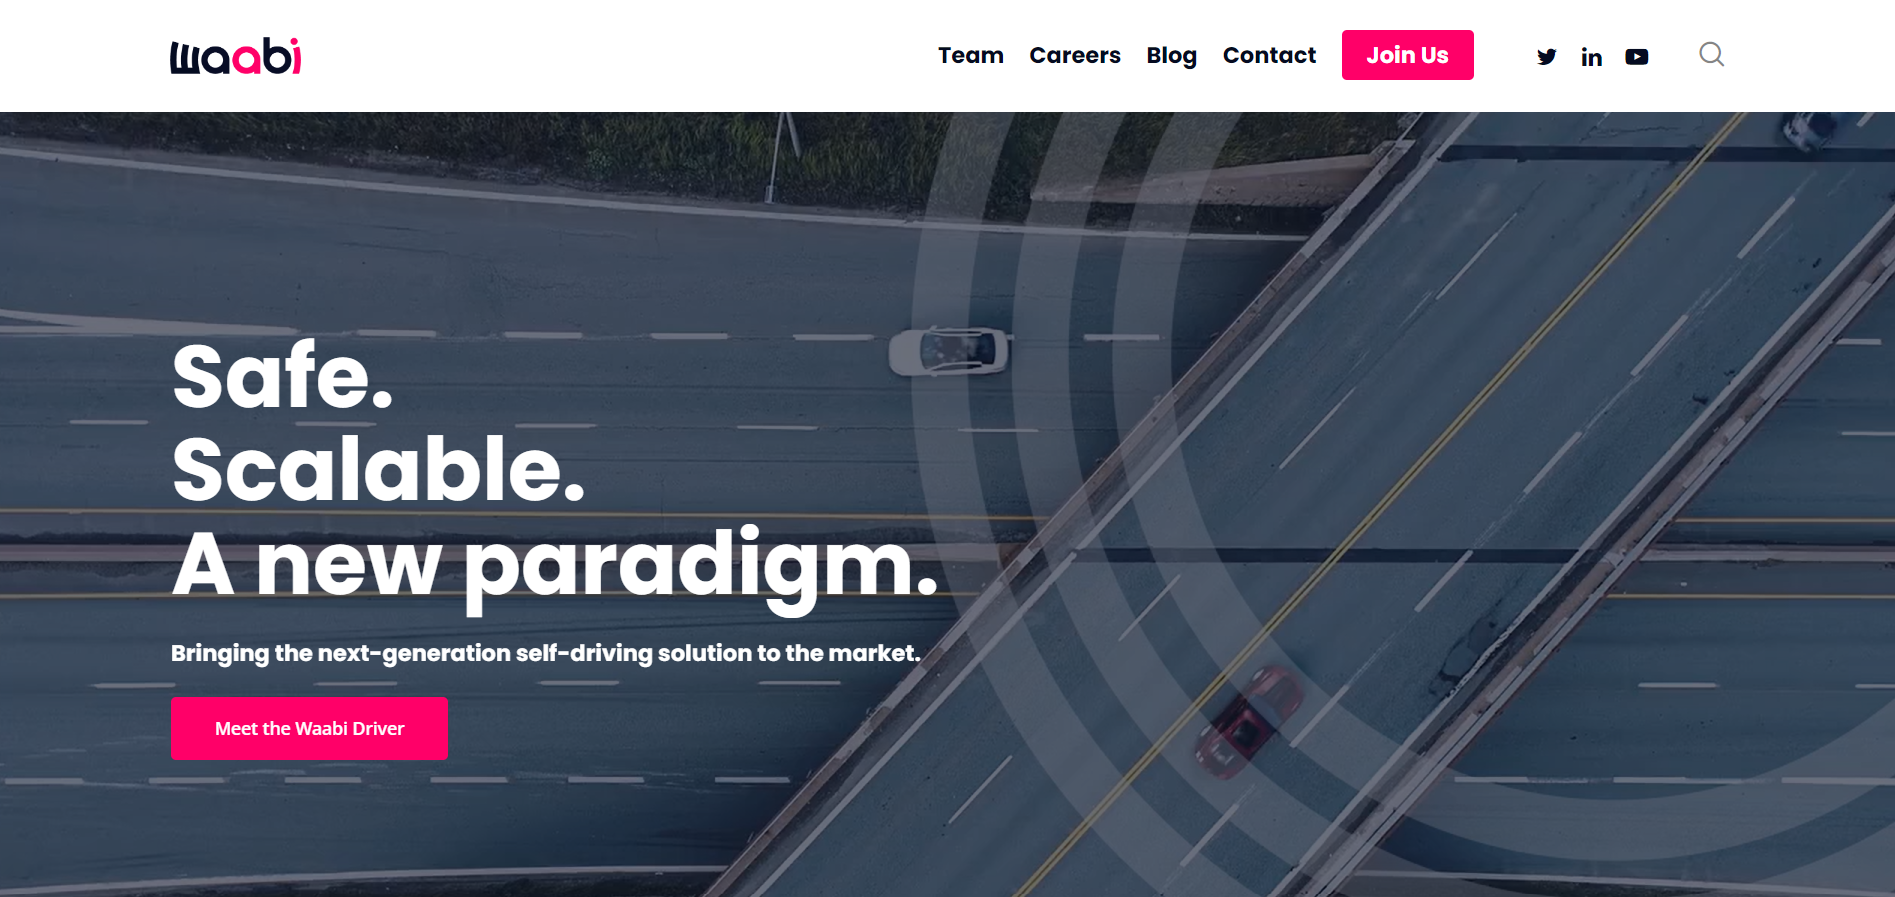 waabi
Team Careers Blog Contact Join Us
Safe.
Scalable.
A new paradigm.
Bringing the next-generation self-driving solution to the market.
Meet the Waabi Driver